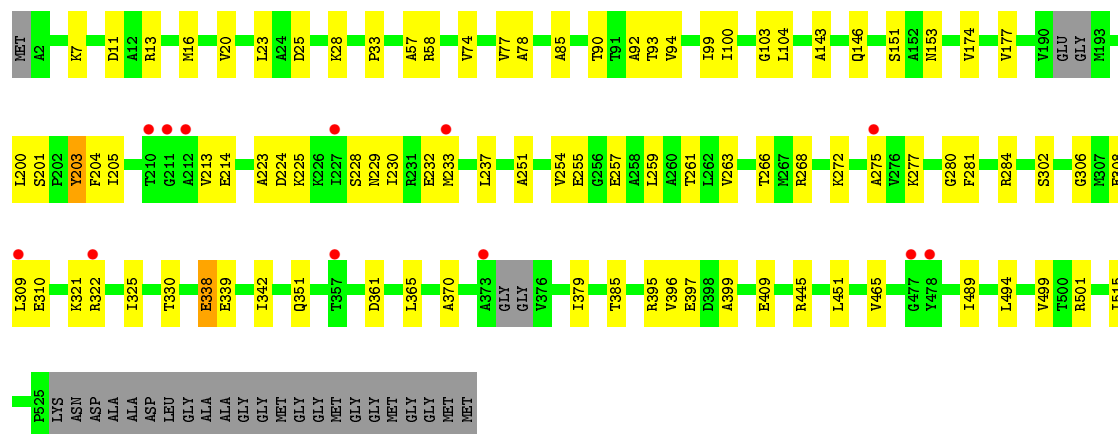 MET A2 K7 D11 A12 R13 M16 V20 L23 A24 D25 K28 P33 A57 R58 V74 V77 A78 A85 T90 T91 A92 T93 V94 I99 I100 G103 L104 A143 Q146 S151 A152 N153 V174 V177 V190 GLU GLY M193
L200 S201 P202 Y203 F204 I205 T210 G211 A212 V213 E214 A223 D224 K225 K226 I227 S228 N229 I230 R231 E232 M233 L237 A251 V254 E255 G256 E257 A258 L259 A260 T261 L262 V263 T266 M267 R268 K272 A275 V276 K277 G280 F281 R284 S302 G306 M307
L309 E310 K321 R322 I325 T330 E338 E339 I342 Q351 T357 D361 L365 A370 A373 GLY GLY V376 I379 T385 R395 V396 E397 D398 A399 E409 R445 L451 V465 G477 Y478 I489 L494 V499 T500 R501
P525 LYS ASN ASP ALA ALA ASP LEU GLY ALA ALA GLY GLY MET GLY GLY MET GLY GLY MET MET